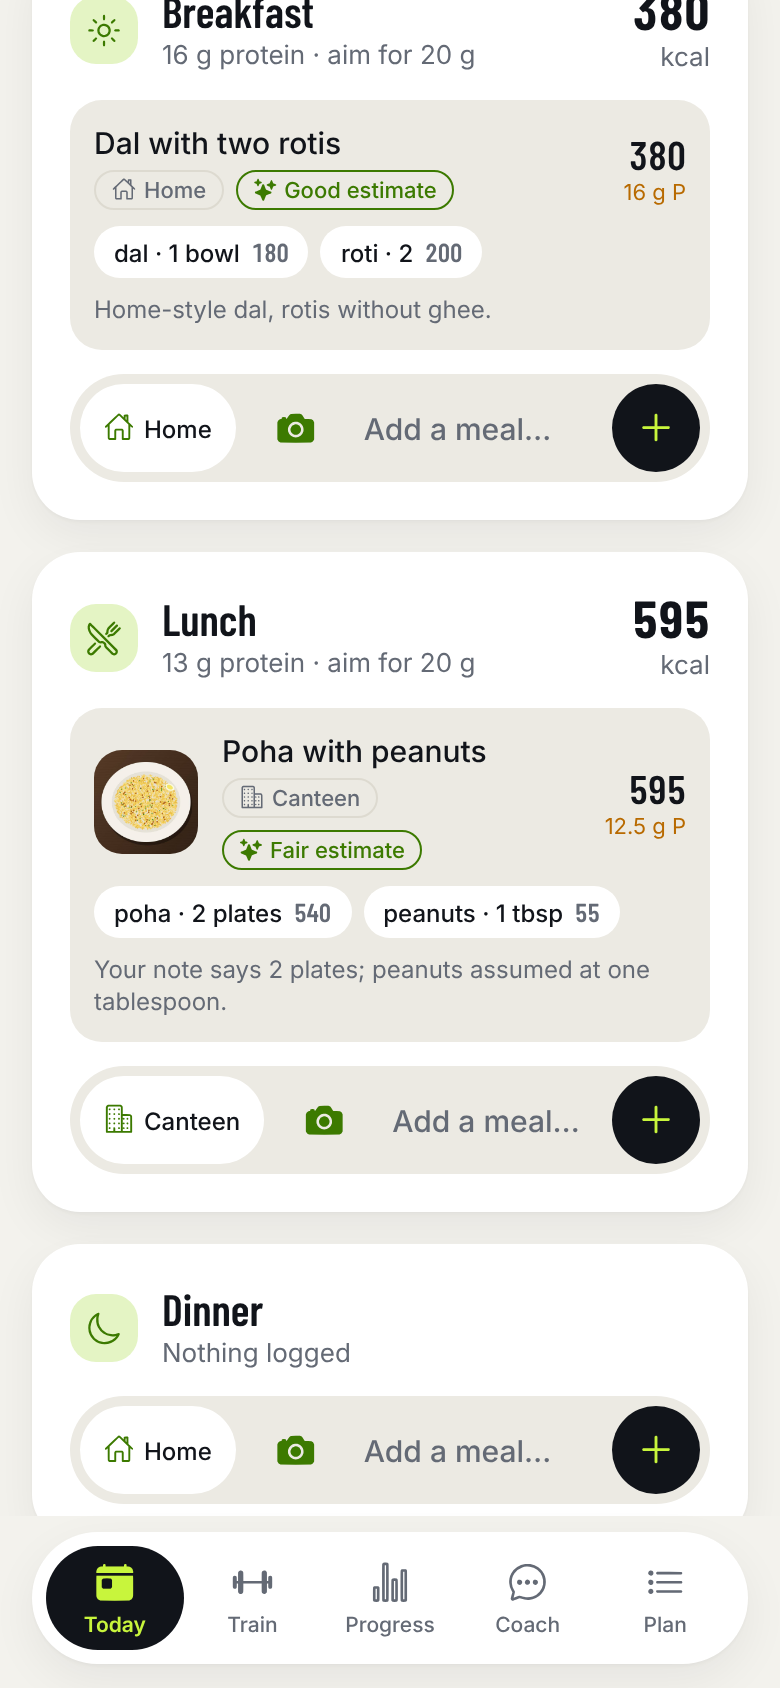 Breakfast
380
16 g protein · aim for 20 g
kcal
Dal with two rotis
380
Home
Good estimate
16 g P
dal · 1 bowl 180
roti · 2 200
Home-style dal, rotis without ghee.
Home
Add a meal...
Lunch
595
13 g protein · aim for 20 g
kcal
Poha with peanuts
Canteen
595
12.5 g P
Fair estimate
poha · 2 plates 540
peanuts · 1 tbsp 55
Your note says 2 plates; peanuts assumed at one
tablespoon.
Canteen
Add a meal...
Dinner
Nothing logged
Home
Add a meal...
Today
Train
Progress
Coach
Plan